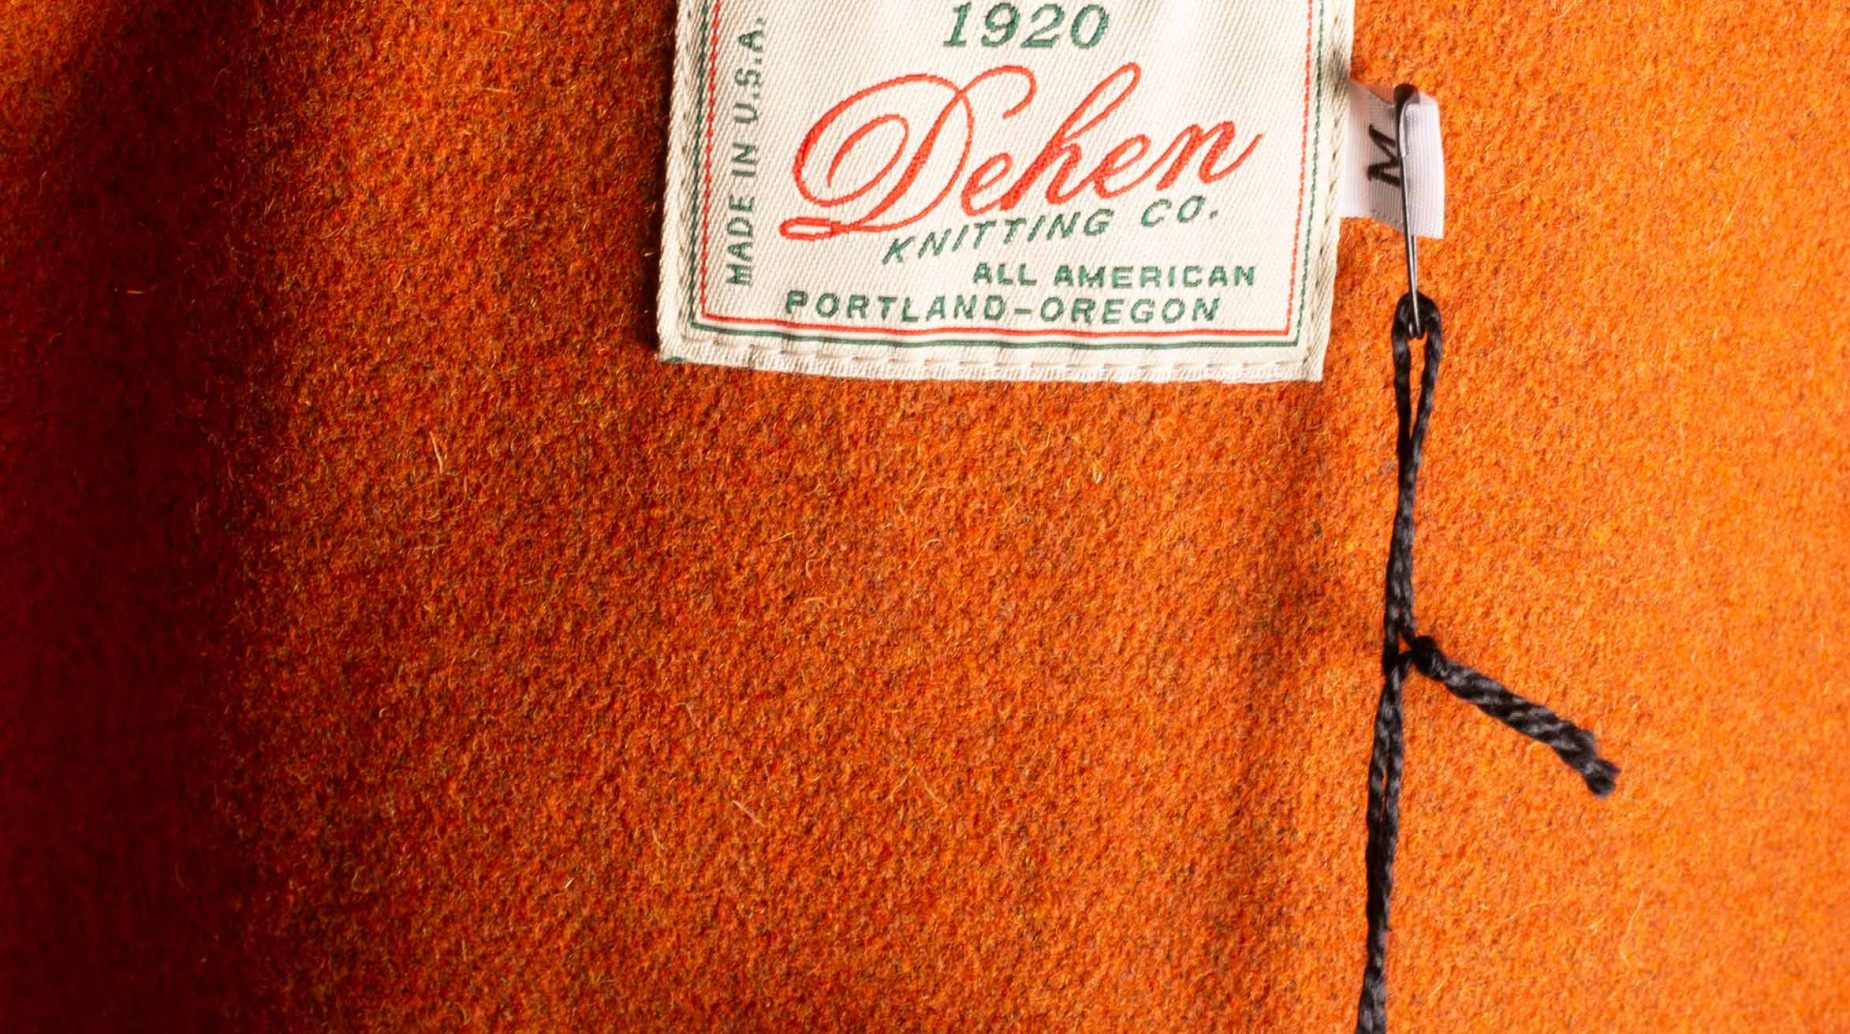 1920
MADE IN U.S.A.
Dehen
KNITTING CO.
ALL AMERICAN
PORTLAND-OREGON
M